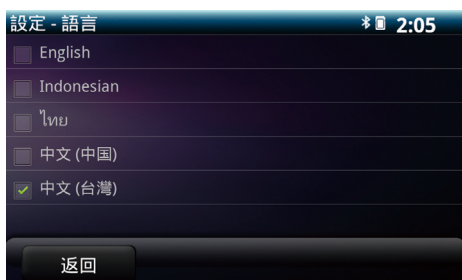 設定 - 語言 2:05
English
Indonesian
ไทย
中文 (中国)
中文 (台灣)
返回